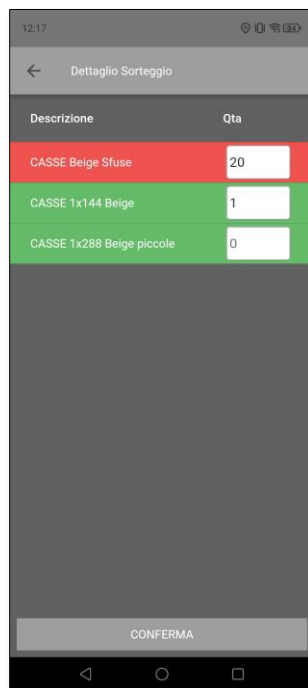 12:17
Dettaglio Sorteggio
Descrizione Qta
CASSE Beige Sfuse 20
CASSE 1x144 Beige 1
CASSE 1x288 Beige piccole 0
CONFERMA